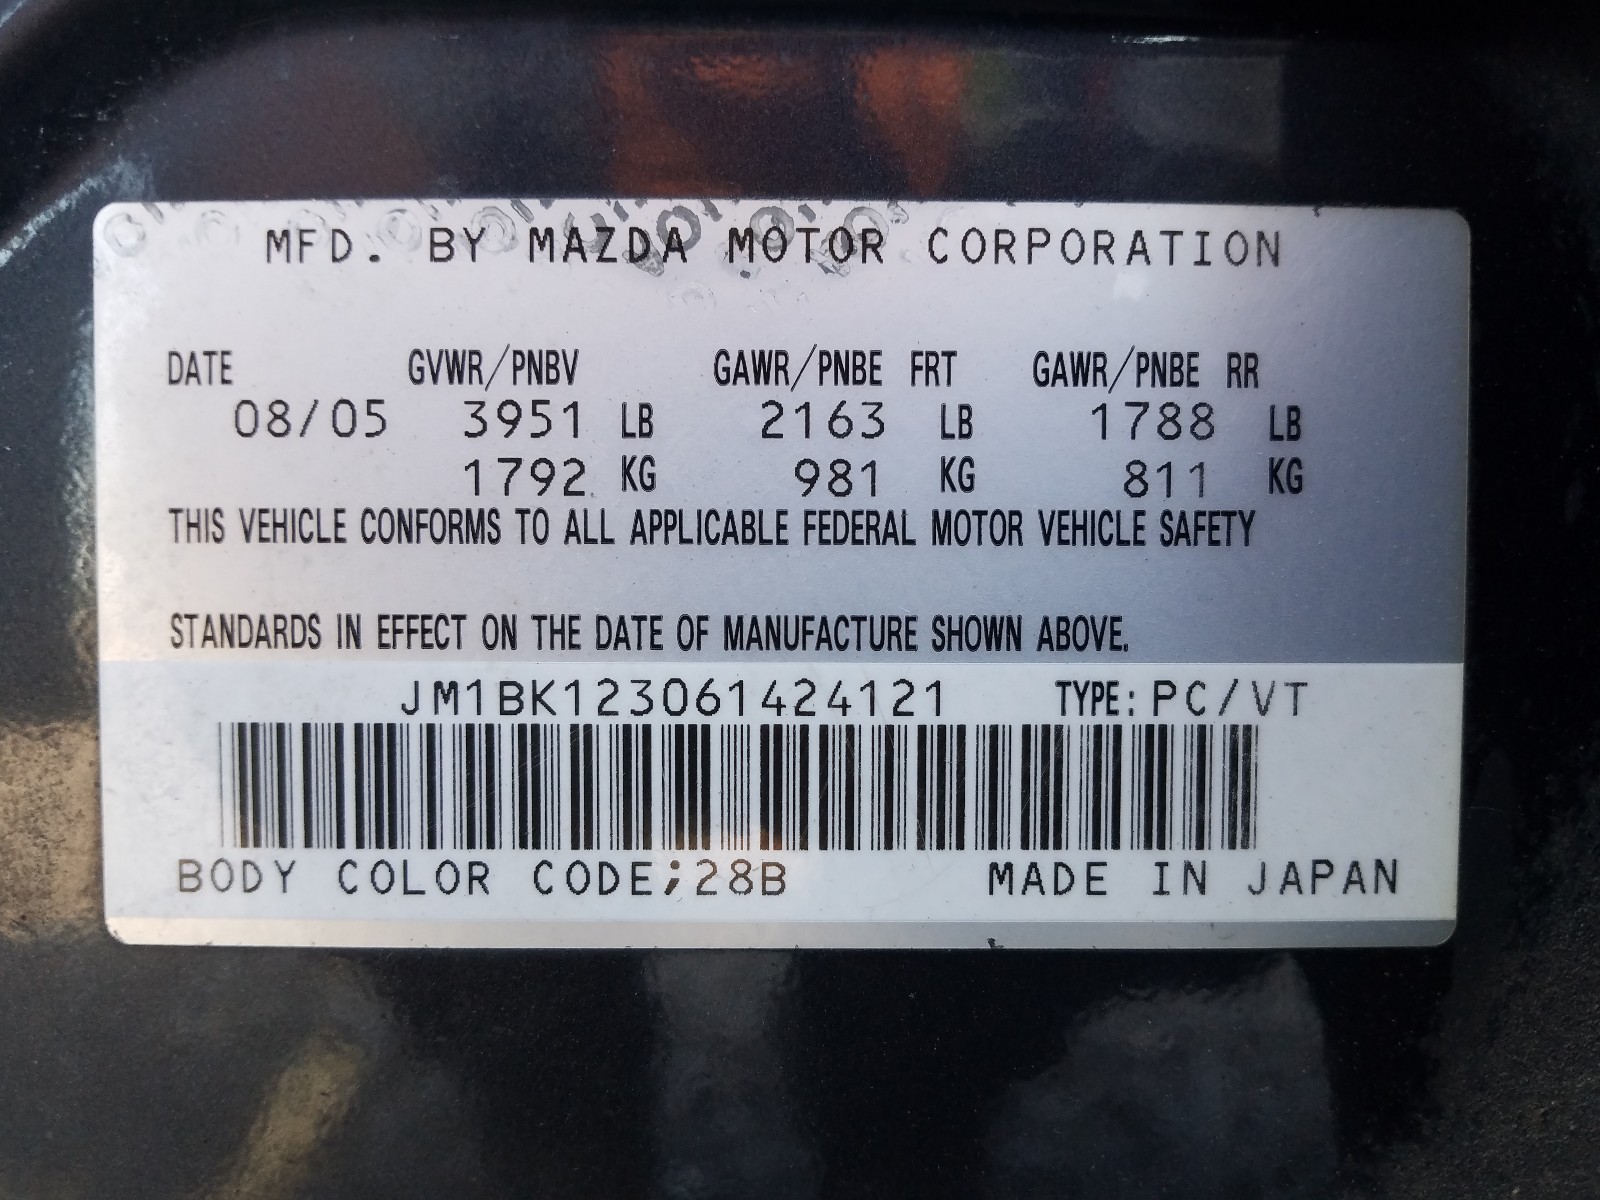 MFD. BY MAZDA MOTOR CORPORATION
DATE GVWR/PNBV GAWR/PNBE FRT GAWR/PNBE RR
08/05 3951 LB 2163 LB 1788 LB
1792 KG 981 KG 811 KG
THIS VEHICLE CONFORMS TO ALL APPLICABLE FEDERAL MOTOR VEHICLE SAFETY
STANDARDS IN EFFECT ON THE DATE OF MANUFACTURE SHOWN ABOVE.
JM1BK123061424121 TYPE: PC/VT
BODY COLOR CODE;28B MADE IN JAPAN